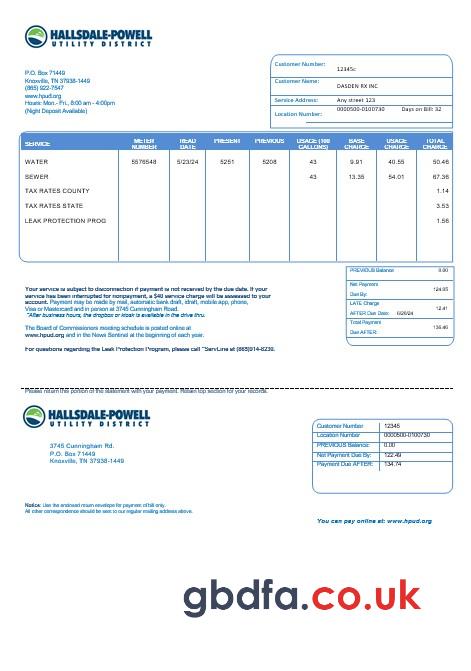 HALLSDALE-POWELL
UTILITY DISTRICT
P.O. Box 71449
Knoxville, TN 37938-1449
(865) 922-7547
www.hpud.org
Hours: Mon.- Fri., 8:00 am - 4:00pm
(Night Deposit Available)
Customer Number: 12345c
Customer Name: DASDEN RX INC
Service Address: Any street 123
Location Number: 0000500-0100730 Days on Bill: 32
SERVICE METER NUMBER READ DATE PRESENT PREVIOUS USAGE (100 GALLONS) BASE CHARGE USAGE CHARGE TOTAL CHARGE
WATER 5576548 5/23/24 5251 5208 43 9.91 40.55 50.46
SEWER 43 13.35 54.01 67.36
TAX RATES COUNTY 1.14
TAX RATES STATE 3.53
LEAK PROTECTION PROG 1.56
PREVIOUS Balance 0.00
Net Payment Due By: 124.05
LATE Charge AFTER Due Date: 6/20/24 12.41
Total Payment Due AFTER: 136.46
Your service is subject to disconnection if payment is not received by the due date. If your
service has been interrupted for nonpayment, a $40 service charge will be assessed to your
account. Payment may be made by mail, automatic bank draft, idraft, mobile app, phone,
Visa or Mastercard and in person at 3745 Cunningham Road.
*After business hours, the dropbox or kiosk is available in the drive thru.
The Board of Commissioners meeting schedule is posted online at
www.hpud.org and in the News Sentinel at the beginning of each year.
For questions regarding the Leak Protection Program, please call ServLine at
Please return this portion of the statement with your payment. Retain top section for your records.
HALLSDALE-POWELL
UTILITY DISTRICT
3745 Cunningham Rd.
P.O. Box 71449
Knoxville, TN 37938-1449
Customer Number 12345
Location Number 0000500-0100730
PREVIOUS Balance: 0.00
Net Payment Due By: 122.49
Payment Due AFTER: 134.74
Notice: Use the enclosed return envelope for payment of bill only.
All other correspondence should be sent to our regular mailing address above.
You can pay online at: www.hpud.org
gbdfa.co.uk